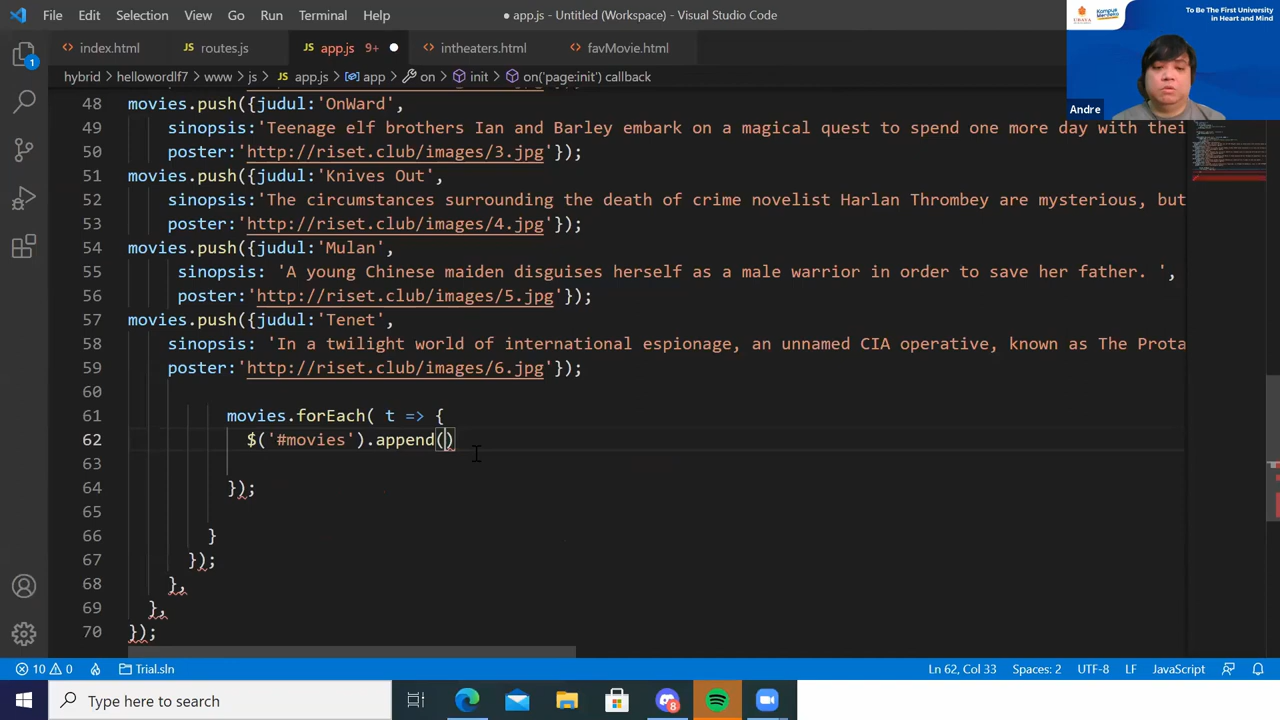 File Edit Selection View Go Run Terminal Help
● app.js - Untitled (Workspace) - Visual Studio Code
UBAYA
Kampus Merdeka
To Be The First University
in Heart and Mind
<> index.html
JS routes.js
JS app.js 9+ ●
<> intheaters.html
<> favMovie.html
hybrid > hellowordlf7 > www > js > JS app.js > app > on > init > on('page:init') callback
Andre
1
48 movies.push({judul:'OnWard',
49 sinopsis:'Teenage elf brothers Ian and Barley embark on a magical quest to spend one more day with thei
50 poster:'http://riset.club/images/3.jpg'});
51 movies.push({judul:'Knives Out',
52 sinopsis:'The circumstances surrounding the death of crime novelist Harlan Thrombey are mysterious, but
53 poster:'http://riset.club/images/4.jpg'});
54 movies.push({judul:'Mulan',
55 sinopsis: 'A young Chinese maiden disguises herself as a male warrior in order to save her father. ',
56 poster:'http://riset.club/images/5.jpg'});
57 movies.push({judul:'Tenet',
58 sinopsis: 'In a twilight world of international espionage, an unnamed CIA operative, known as The Prota
59 poster:'http://riset.club/images/6.jpg'});
60
61 movies.forEach( t => {
62 $('#movies').append()
63
64 });
65
66 }
67 });
68 },
69 },
70 });
10 0 Trial.sln
Ln 62, Col 33 Spaces: 2 UTF-8 LF JavaScript
Type here to search
8